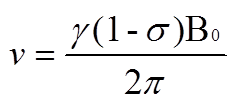 ν = γ(1 - σ)B₀ / 2π